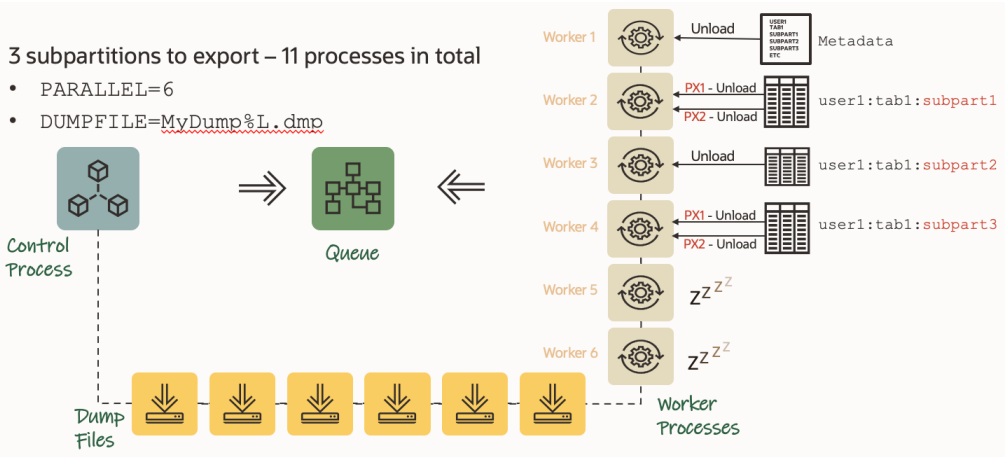 3 subpartitions to export – 11 processes in total
• PARALLEL=6
• DUMPFILE=MyDump%L.dmp
Control
Process
Queue
Worker 1
Unload
USER1
TAB1
SUBPART1
SUBPART2
SUBPART3
ETC
Metadata
Worker 2
PX1 - Unload
PX2 - Unload
user1:tab1:subpart1
Worker 3
Unload
user1:tab1:subpart2
Worker 4
PX1 - Unload
PX2 - Unload
user1:tab1:subpart3
Worker 5
zzzz
Worker 6
zzzz
Dump
Files
Worker
Processes